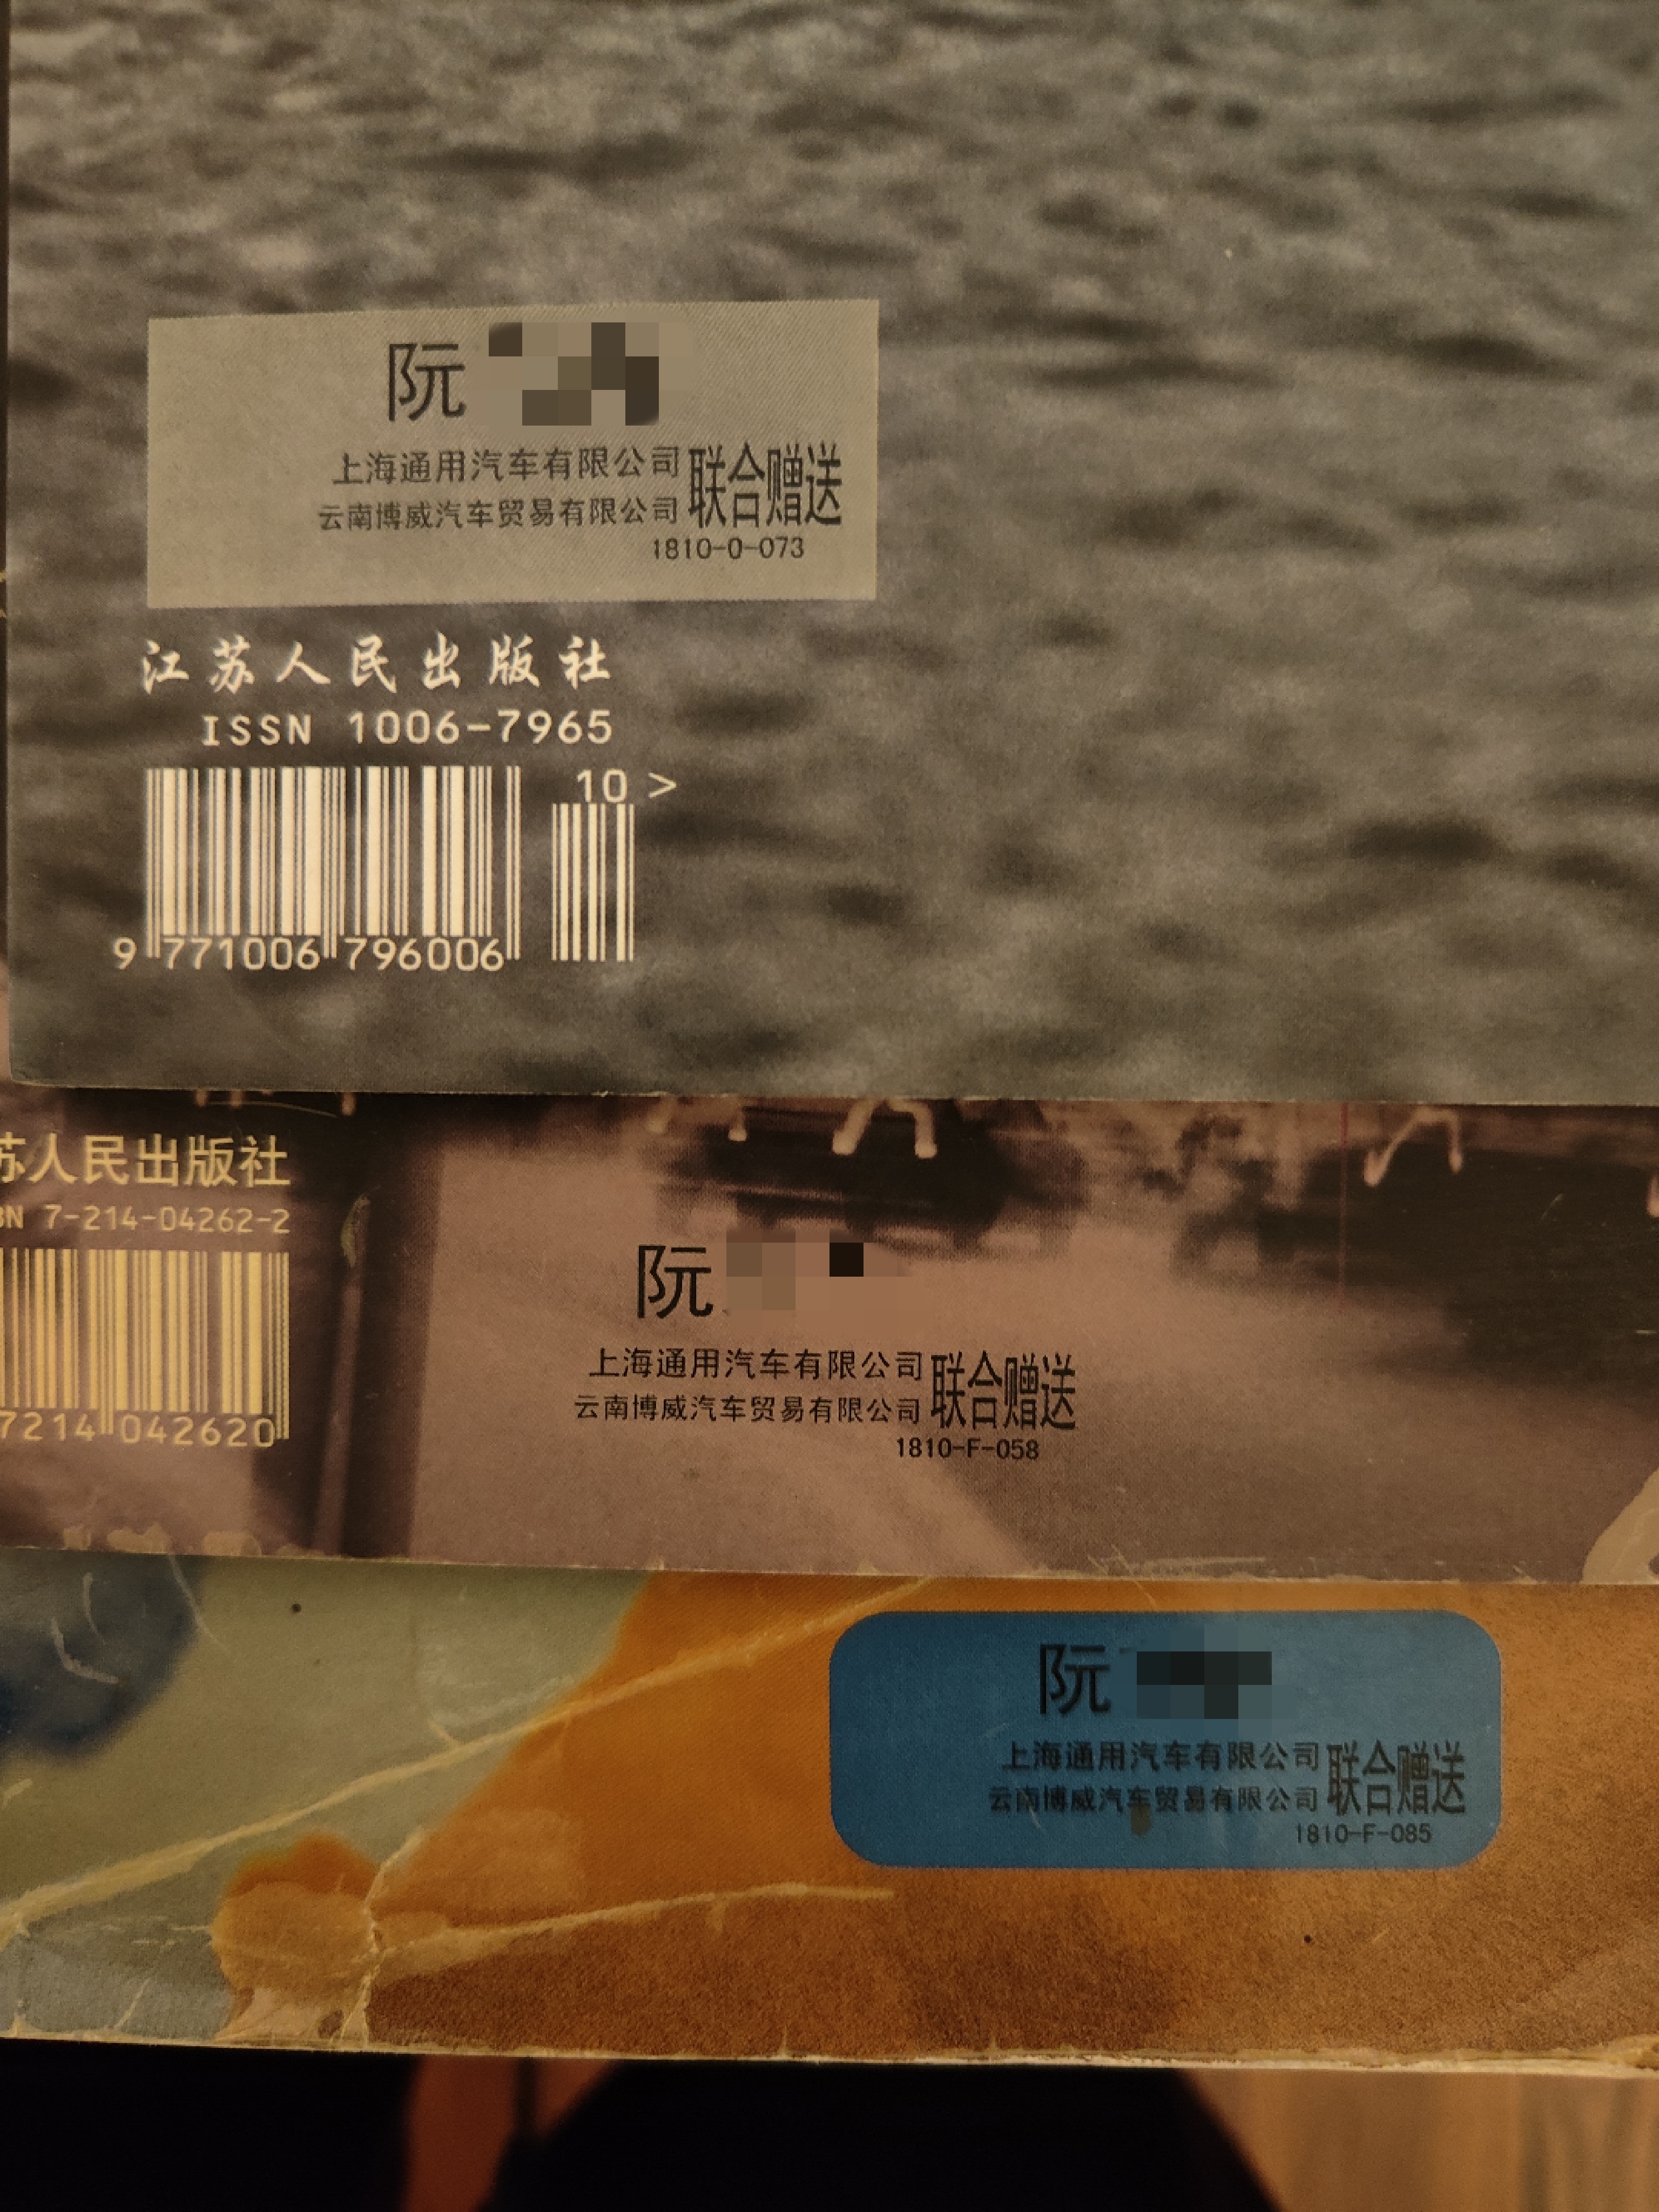 阮
上海通用汽车有限公司 联合赠送
云南博威汽车贸易有限公司
1810-0-073
江苏人民出版社
ISSN 1006-7965
10 >
9 771006 796006
苏人民出版社
BN 7-214-04262-2
7214 042620
阮
上海通用汽车有限公司 联合赠送
云南博威汽车贸易有限公司
1810-F-058
阮
上海通用汽车有限公司 联合赠送
云南博威汽车贸易有限公司
1810-F-085